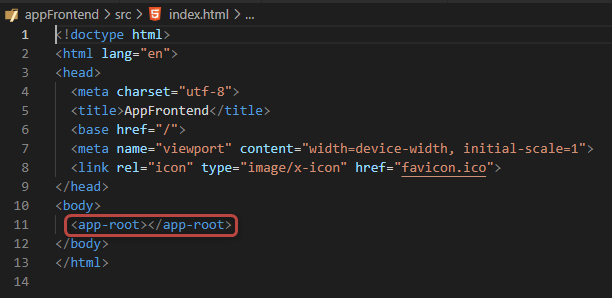 appFrontend > src > index.html > ...
1 <!doctype html>
2 <html lang="en">
3 <head>
4   <meta charset="utf-8">
5   <title>AppFrontend</title>
6   <base href="/">
7   <meta name="viewport" content="width=device-width, initial-scale=1">
8   <link rel="icon" type="image/x-icon" href="favicon.ico">
9 </head>
10 <body>
11   <app-root></app-root>
12 </body>
13 </html>
14